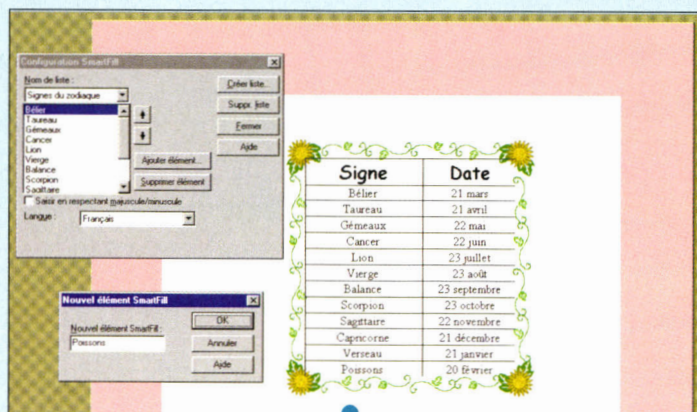 Configuration SmartFill
Nom de liste :
Signes du zodiaque
Bélier
Taureau
Gémeaux
Cancer
Lion
Vierge
Balance
Scorpion
Sagittaire
Créer liste...
Suppr. liste
Fermer
Aide
Ajouter élément...
Supprimer élément
Saisir en respectant majuscule/minuscule
Langue : Français
Nouvel élément SmartFill
Nouvel élément SmartFill :
Poissons
OK
Annuler
Aide
Signe Date
Bélier 21 mars
Taureau 21 avril
Gémeaux 22 mai
Cancer 22 juin
Lion 23 juillet
Vierge 23 août
Balance 23 septembre
Scorpion 23 octobre
Sagittaire 22 novembre
Capricorne 21 décembre
Verseau 21 janvier
Poissons 20 février